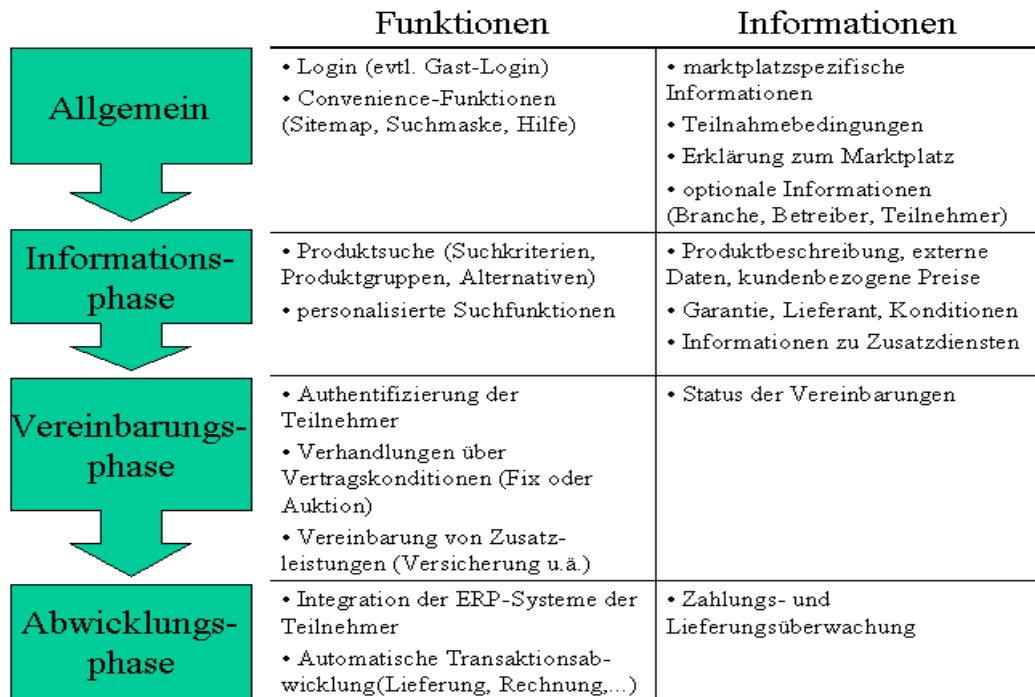 Funktionen
Informationen
Allgemein
• Login (evtl. Gast-Login)
• Convenience-Funktionen
(Sitemap, Suchmaske, Hilfe)
• marktplatzspezifische
Informationen
• Teilnahmebedingungen
• Erklärung zum Marktplatz
• optionale Informationen
(Branche, Betreiber, Teilnehmer)
Informations-
phase
• Produktsuche (Suchkriterien,
Produktgruppen, Alternativen)
• personalisierte Suchfunktionen
• Produktbeschreibung, externe
Daten, kundenbezogene Preise
• Garantie, Lieferant, Konditionen
• Informationen zu Zusatzdiensten
Vereinbarungs-
phase
• Authentifizierung der
Teilnehmer
• Verhandlungen über
Vertragskonditionen (Fix oder
Auktion)
• Vereinbarung von Zusatz-
leistungen (Versicherung u.ä.)
• Status der Vereinbarungen
Abwicklungs-
phase
• Integration der ERP-Systeme der
Teilnehmer
• Automatische Transaktionsab-
wicklung(Lieferung, Rechnung,...)
• Zahlungs- und
Lieferungsüberwachung